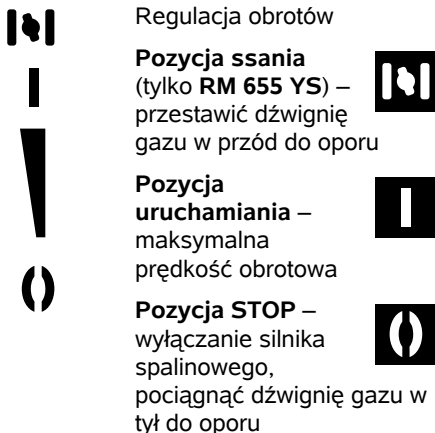 Regulacja obrotów
Pozycja ssania
(tylko RM 655 YS) –
przestawić dźwignię
gazu w przód do oporu
Pozycja
uruchamiania –
maksymalna
prędkość obrotowa
Pozycja STOP –
wyłączanie silnika
spalinowego,
pociągnąć dźwignię gazu w
tył do oporu